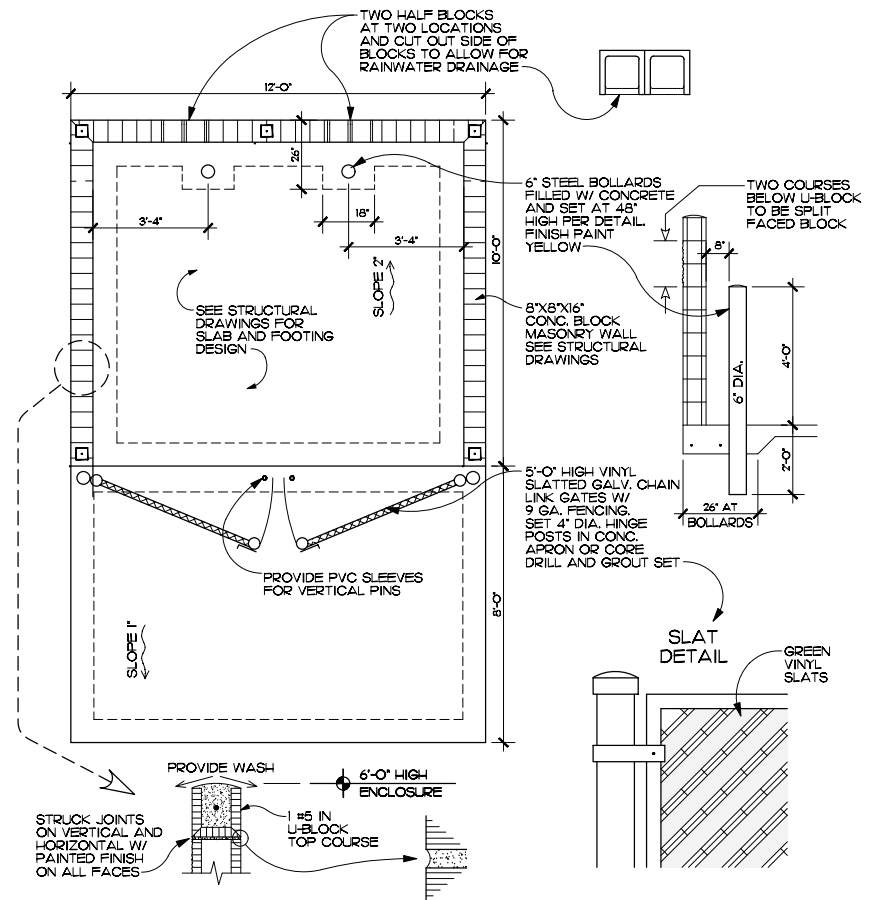 TWO HALF BLOCKS
AT TWO LOCATIONS
AND CUT OUT SIDE OF
BLOCKS TO ALLOW FOR
RAINWATER DRAINAGE
12'-0"
26"
18"
3'-4"
3'-4"
10'-0"
SLOPE 2"
SEE STRUCTURAL
DRAWINGS FOR
SLAB AND FOOTING
DESIGN
6" STEEL BOLLARDS
FILLED W/ CONCRETE
AND SET AT 48"
HIGH PER DETAIL.
FINISH PAINT
YELLOW
TWO COURSES
BELOW U-BLOCK
TO BE SPLIT
FACED BLOCK
8"
8"X8"X16"
CONC. BLOCK
MASONRY WALL
SEE STRUCTURAL
DRAWINGS
6" DIA.
4'-0"
2'-0"
26" AT
BOLLARDS
5'-0" HIGH VINYL
SLATTED GALV. CHAIN
LINK GATES W/
9 GA. FENCING.
SET 4" DIA. HINGE
POSTS IN CONC.
APRON OR CORE
DRILL AND GROUT SET
PROVIDE PVC SLEEVES
FOR VERTICAL PINS
8'-0"
SLOPE 1"
SLAT
DETAIL
GREEN
VINYL
SLATS
PROVIDE WASH
6'-0" HIGH
ENCLOSURE
STRUCK JOINTS
ON VERTICAL AND
HORIZONTAL W/
PAINTED FINISH
ON ALL FACES
1 #5 IN
U-BLOCK
TOP COURSE